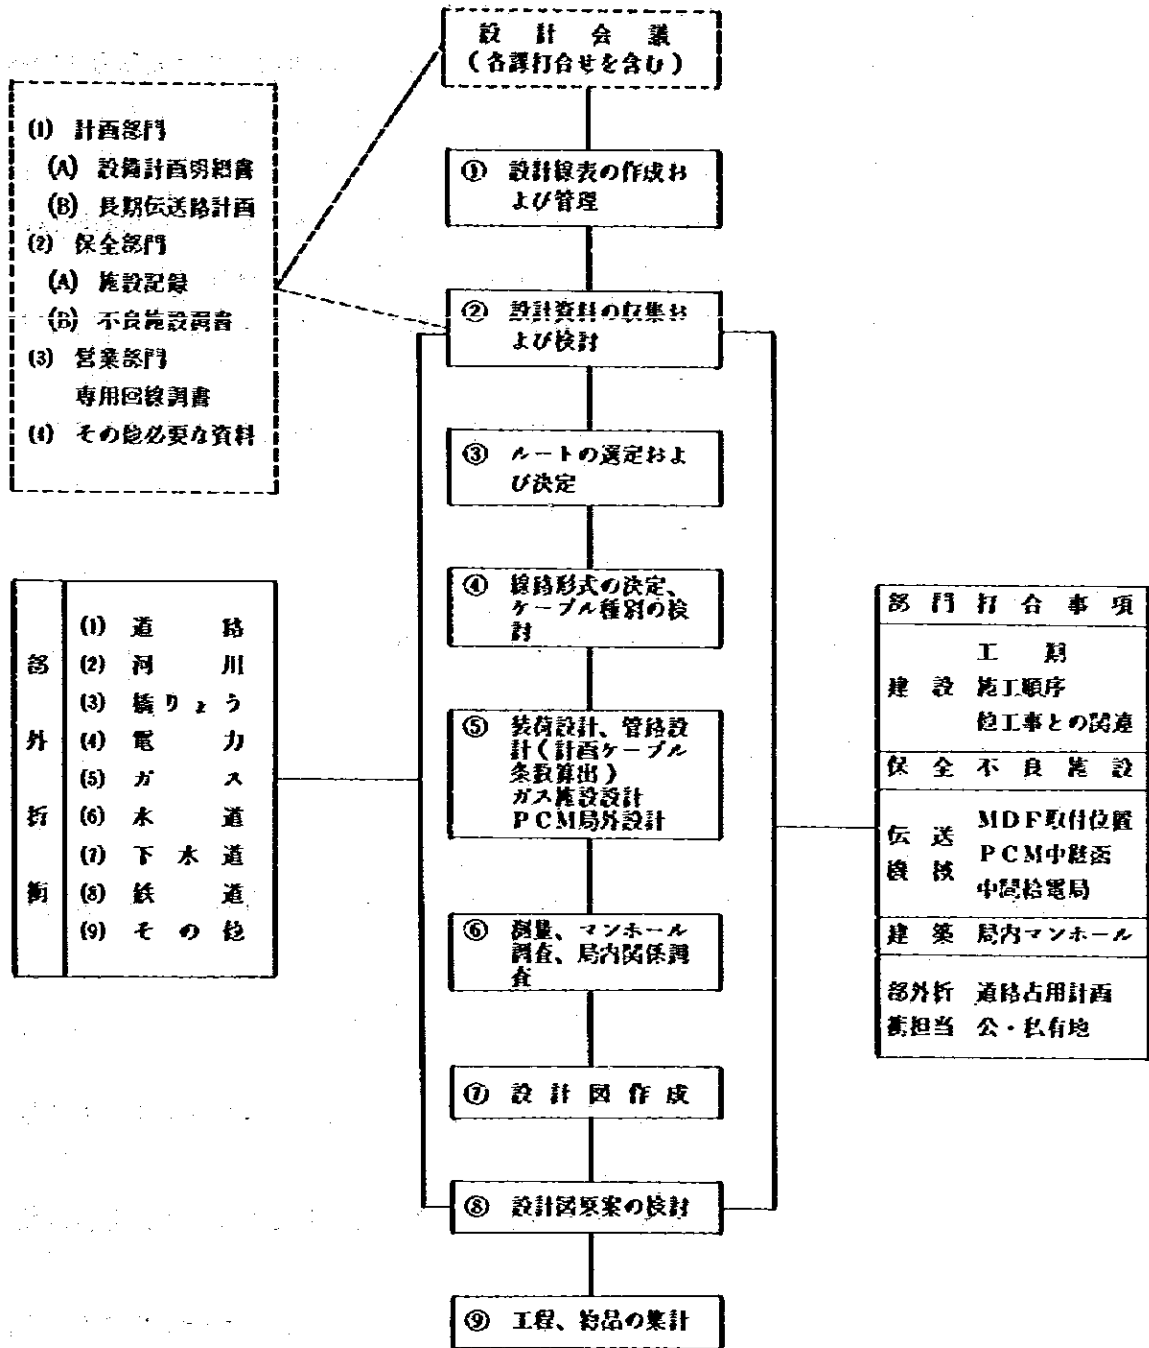 設計会議
(各課打合せを含む)
(1) 計画部門
(A) 設備計画明細書
(B) 長期伝送路計画
(2) 保全部門
(A) 施設記録
(B) 不良施設調書
(3) 営業部門
専用回線調書
(4) その他必要な資料
① 設計線表の作成お
よび管理
② 設計資料の収集お
よび検討
③ ルートの選定およ
び決定
④ 線路形式の決定、
ケーブル種別の検
討
⑤ 装荷設計、管路設
計(計画ケーブル
条数算出)
ガス施設設計
PCM局外設計
⑥ 測量、マンホール
調査、局内関係調
査
⑦ 設計図作成
⑧ 設計図原案の検討
⑨ 工程、物品の集計
部外折衝
(1) 道路
(2) 河川
(3) 橋りょう
(4) 電力
(5) ガス
(6) 水道
(7) 下水道
(8) 鉄道
(9) その他
部門打合事項
工期
建設 施工順序
他工事との関連
保全 不良施設
伝送 MDF取付位置
機械 PCM中継函
中間給電局
建築 局内マンホール
部外折 道路占用計画
衝担当 公・私有地